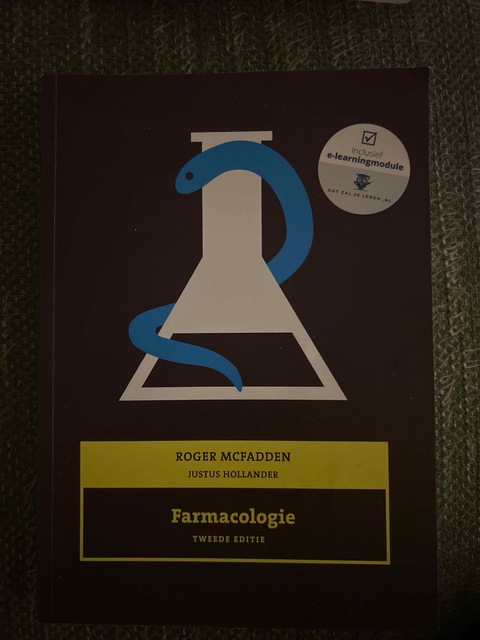 Inclusief
e-learningmodule
DAT ZAL JE LEREN .NL
ROGER MCFADDEN
JUSTUS HOLLANDER
Farmacologie
TWEEDE EDITIE